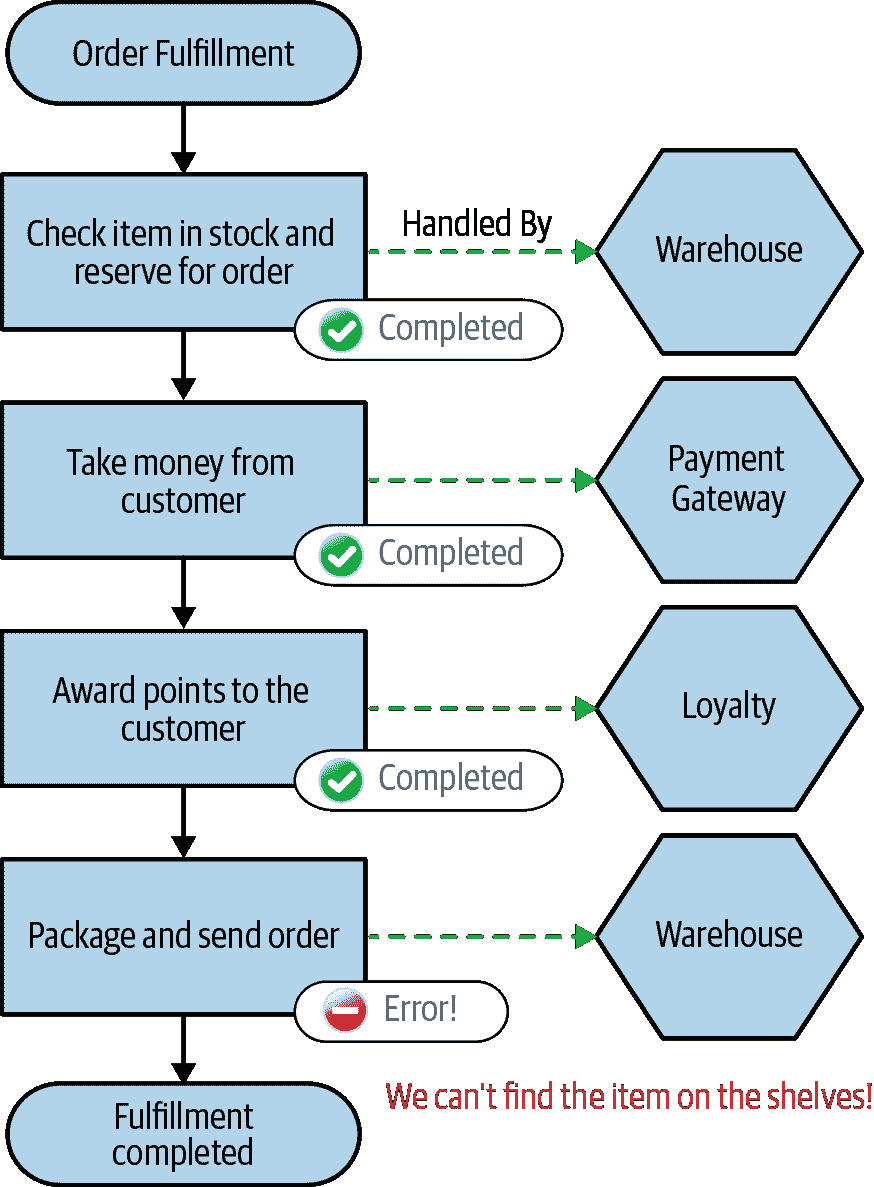 Order Fulfillment
Check item in stock and
reserve for order
Handled By
Warehouse
Completed
Take money from
customer
Payment
Gateway
Completed
Award points to the
customer
Loyalty
Completed
Package and send order
Warehouse
Error!
We can't find the item on the shelves!
Fulfillment
completed